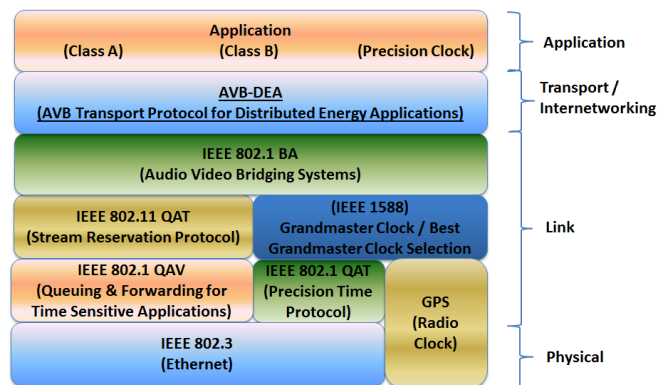 Application
(Class A) (Class B) (Precision Clock)
Application
AVB-DEA
(AVB Transport Protocol for Distributed Energy Applications)
Transport /
Internetworking
IEEE 802.1 BA
(Audio Video Bridging Systems)
IEEE 802.11 QAT
(Stream Reservation Protocol)
(IEEE 1588)
Grandmaster Clock / Best
Grandmaster Clock Selection
Link
IEEE 802.1 QAV
(Queuing & Forwarding for
Time Sensitive Applications)
IEEE 802.1 QAT
(Precision Time
Protocol)
GPS
(Radio
Clock)
IEEE 802.3
(Ethernet)
Physical